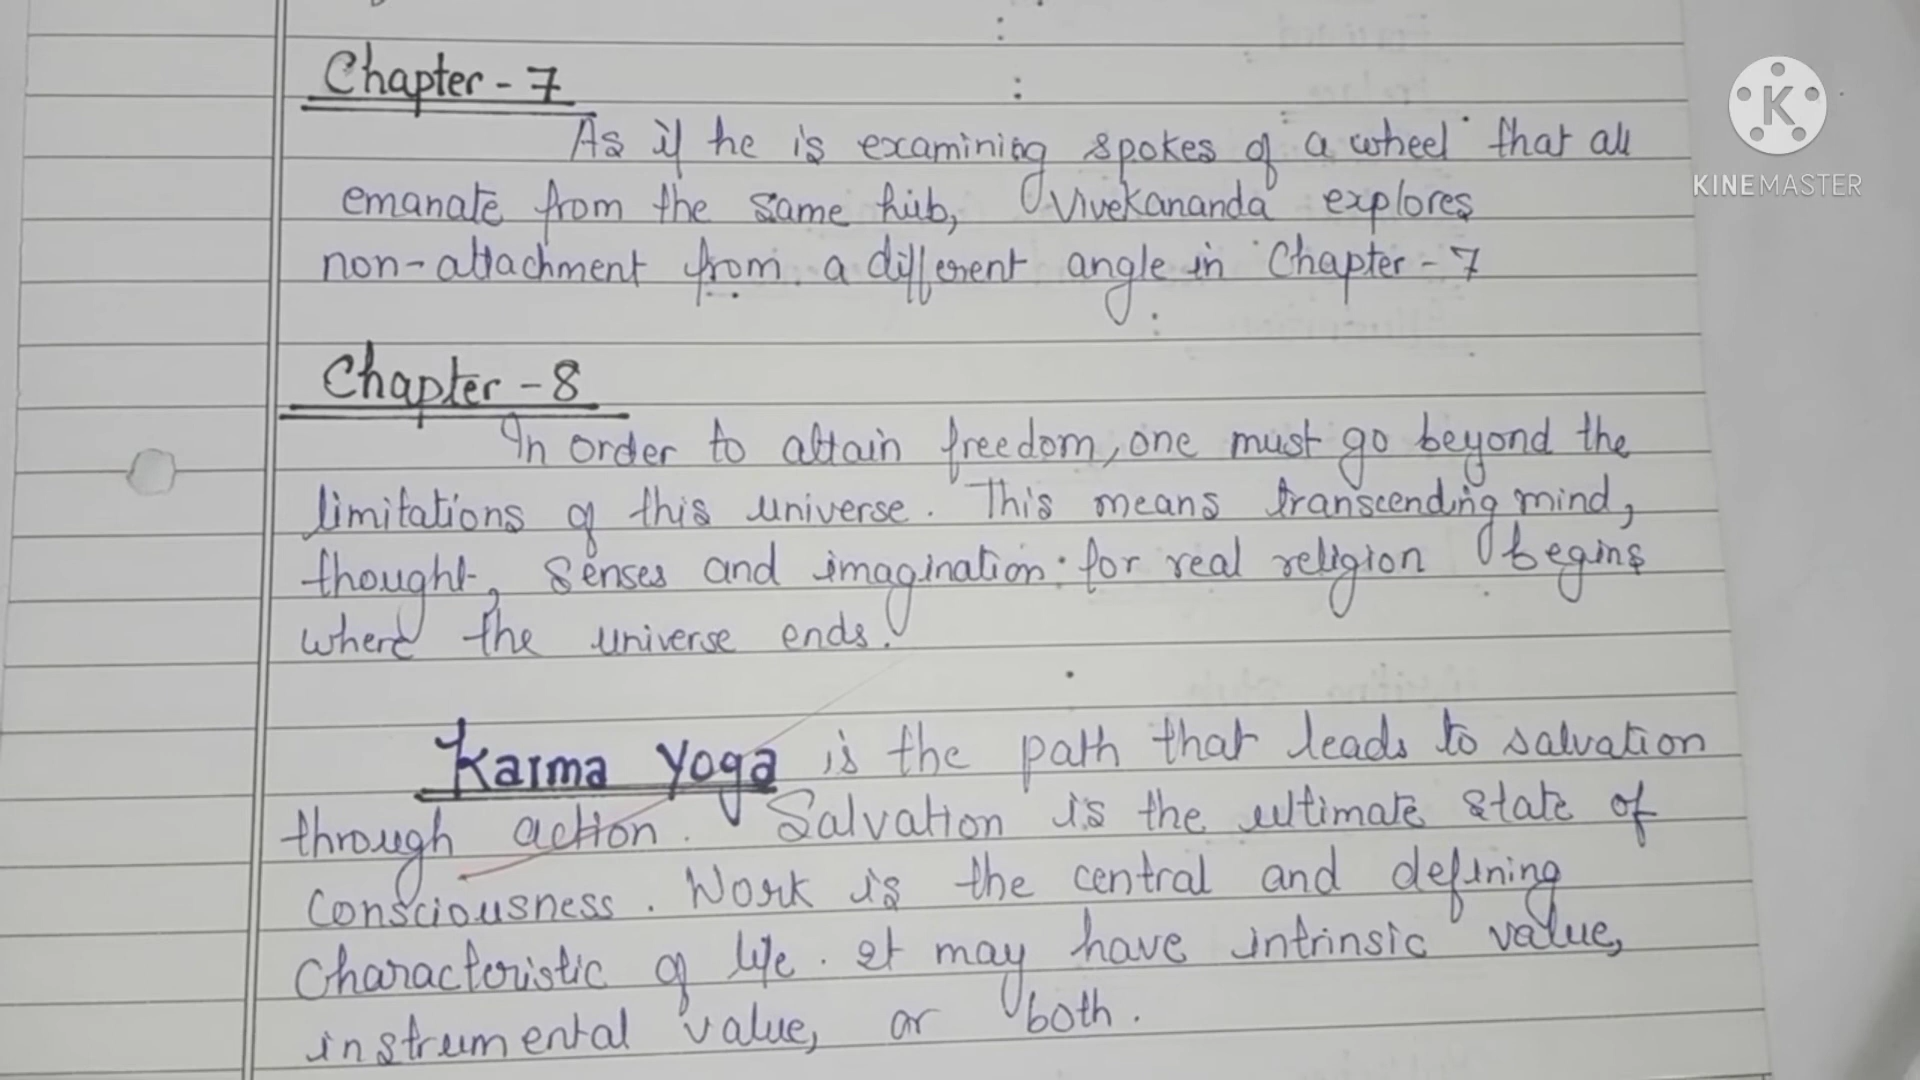 Chapter - 7
As if he is examining spokes of a wheel that all
emanate from the same hub, Vivekananda explores
non-attachment from a different angle in Chapter - 7
Chapter - 8
In order to attain freedom, one must go beyond the
limitations of this universe. This means transcending mind,
thought, senses and imagination. for real religion begins
where the universe ends.
Karma Yoga is the path that leads to salvation
through action. Salvation is the ultimate state of
consciousness. Work is the central and defining
characteristic of life. It may have intrinsic value,
instrumental value, or both.
K
KINEMASTER